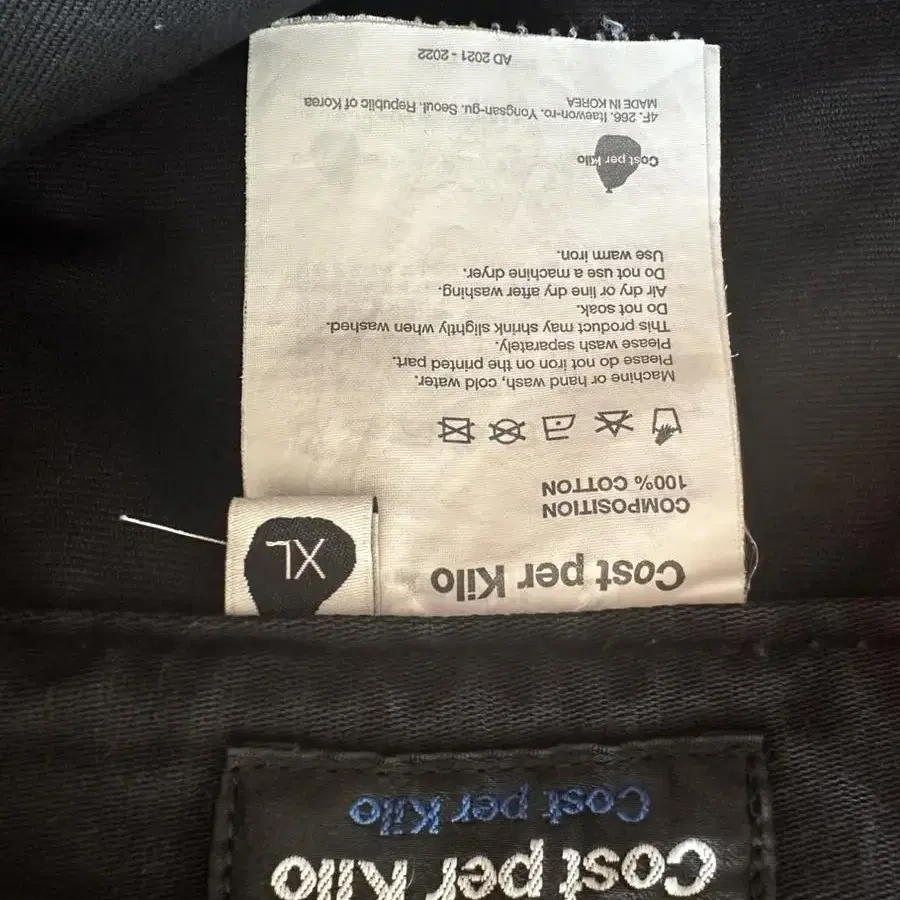 Cost per Kilo
Cost per Kilo
XL
Cost per Kilo
COMPOSITION
100% COTTON
Machine or hand wash, cold water.
Please do not iron on the printed part.
Please wash separately.
This product may shrink slightly when washed.
Do not soak.
Air dry or line dry after washing.
Do not use a machine dryer.
Use warm iron.
Cost per Kilo
4F. 266. Itaewon-ro. Yongsan-gu. Seoul. Republic of Korea
MADE IN KOREA
AD 2021 - 2022